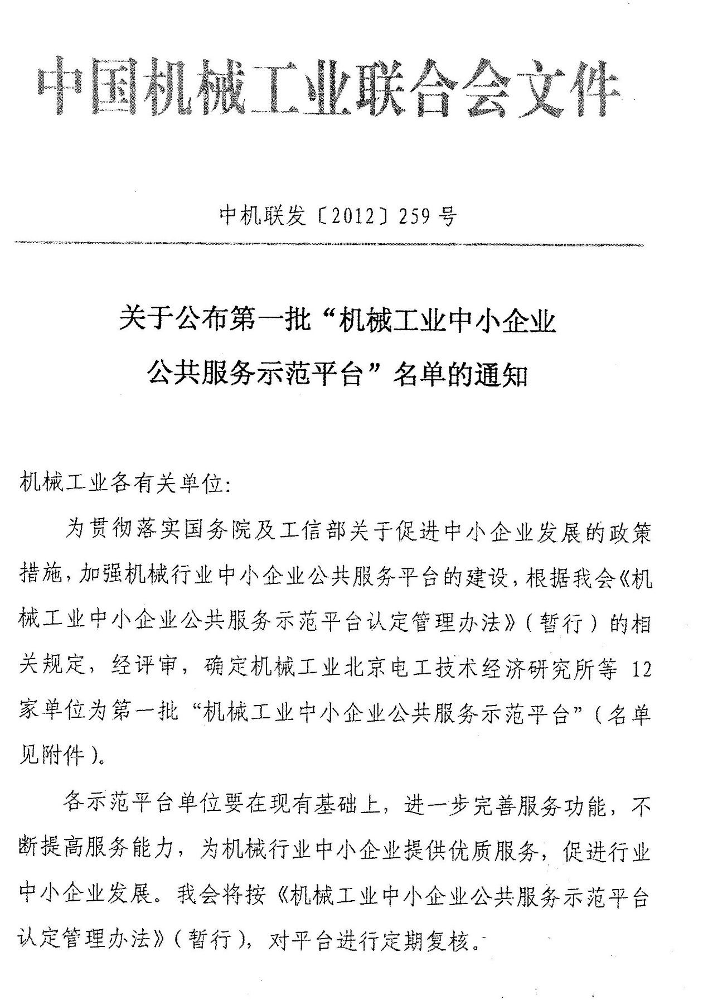 中国机械工业联合会文件
中机联发〔2012〕259号
关于公布第一批“机械工业中小企业
公共服务示范平台”名单的通知
机械工业各有关单位:
为贯彻落实国务院及工信部关于促进中小企业发展的政策
措施,加强机械行业中小企业公共服务平台的建设,根据我会《机
械工业中小企业公共服务示范平台认定管理办法》(暂行)的相
关规定，经评审，确定机械工业北京电工技术经济研究所等 12
家单位为第一批“机械工业中小企业公共服务示范平台”(名单
见附件)。
各示范平台单位要在现有基础上，进一步完善服务功能，不
断提高服务能力，为机械行业中小企业提供优质服务，促进行业
中小企业发展。我会将按《机械工业中小企业公共服务示范平台
认定管理办法》(暂行)，对平台进行定期复核。